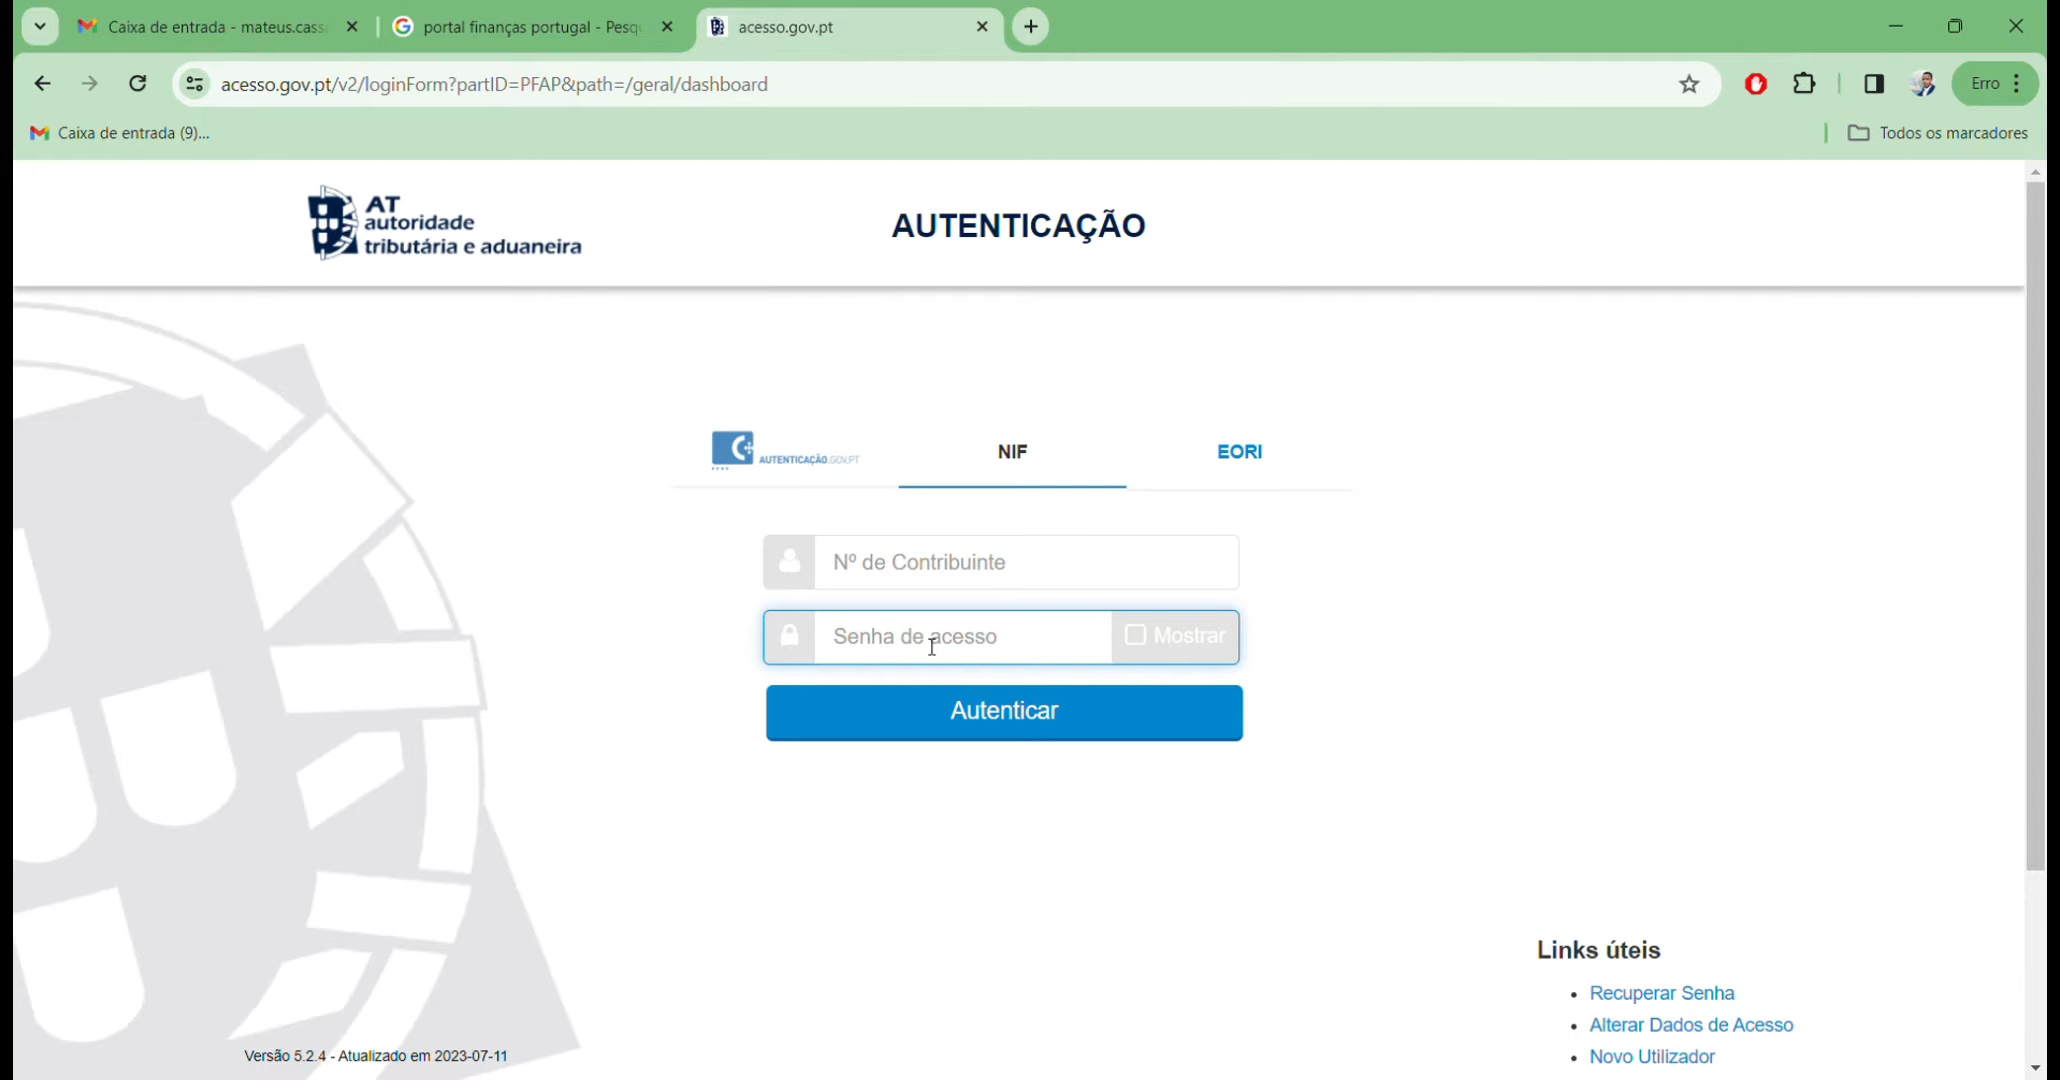 Caixa de entrada - mateus.cass
portal finanças portugal - Pesq
acesso.gov.pt
acesso.gov.pt/v2/loginForm?partID=PFAP&path=/geral/dashboard
Erro
Caixa de entrada (9)...
Todos os marcadores
AT
autoridade
tributária e aduaneira
AUTENTICAÇÃO
AUTENTICAÇÃO.GOV.PT
NIF
EORI
Nº de Contribuinte
Senha de acesso
Mostrar
Autenticar
Links úteis
• Recuperar Senha
• Alterar Dados de Acesso
• Novo Utilizador
Versão 5.2.4 - Atualizado em 2023-07-11